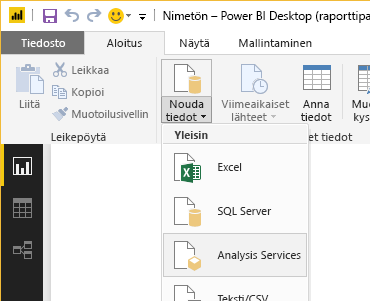 Nimetön – Power BI Desktop (raporttipa
Tiedosto Aloitus Näytä Mallintaminen
Liitä
Leikkaa
Kopioi
Muotoilusivellin
Leikepöytä
Nouda
tiedot
Viimeaikaiset
lähteet
Anna
tiedot
Muo
kys
et tiedot
Yleisin
Excel
SQL Server
Analysis Services
Teksti/CSV